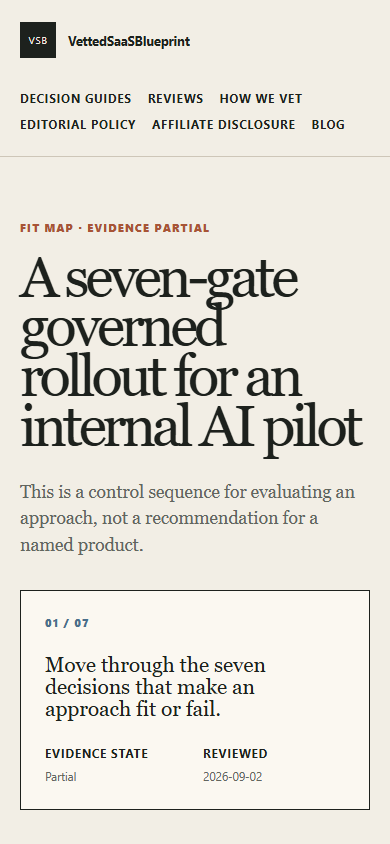 VSB
VettedSaaSBlueprint
DECISION GUIDES REVIEWS HOW WE VET
EDITORIAL POLICY AFFILIATE DISCLOSURE BLOG
FIT MAP · EVIDENCE PARTIAL
A seven-gate
governed
rollout for an
internal AI pilot
This is a control sequence for evaluating an
approach, not a recommendation for a
named product.
01 / 07
Move through the seven
decisions that make an
approach fit or fail.
EVIDENCE STATE REVIEWED
Partial 2026-09-02